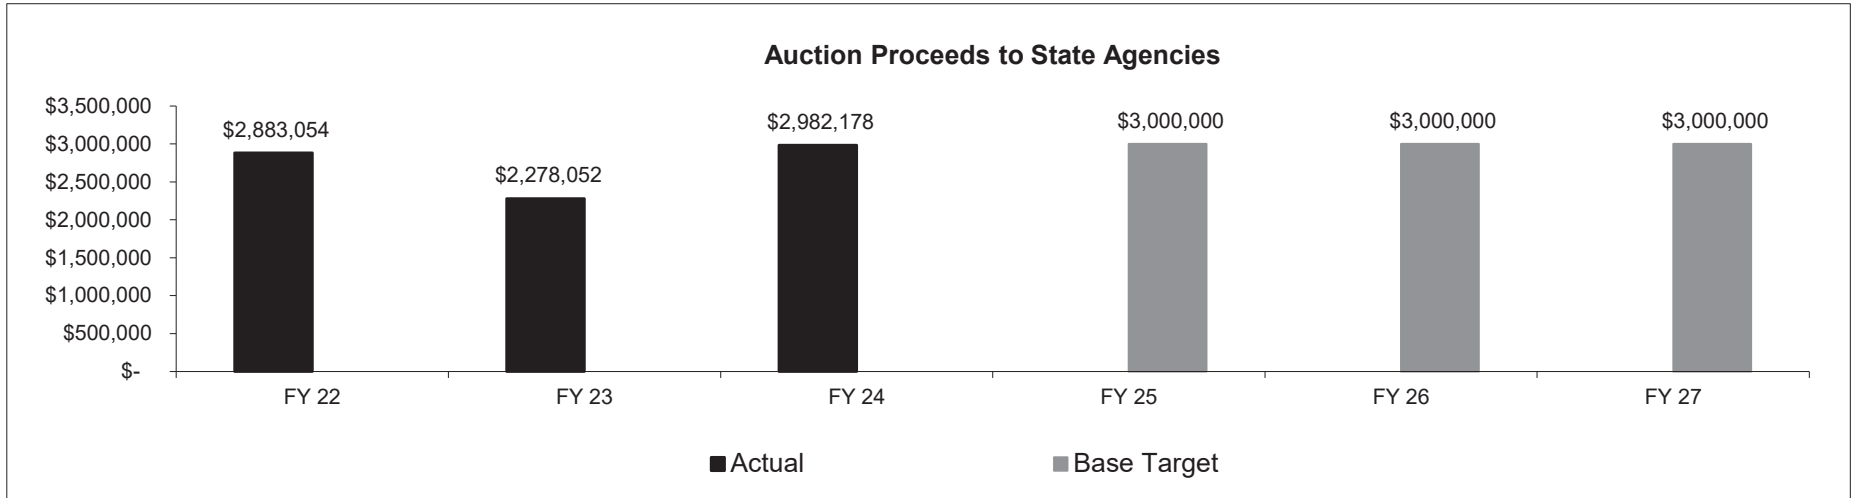 Auction Proceeds to State Agencies
$3,500,000
$3,000,000
$2,500,000
$2,000,000
$1,500,000
$1,000,000
$500,000
$-
$2,883,054
$2,278,052
$2,982,178
$3,000,000
$3,000,000
$3,000,000
FY 22
FY 23
FY 24
FY 25
FY 26
FY 27
Actual
Base Target